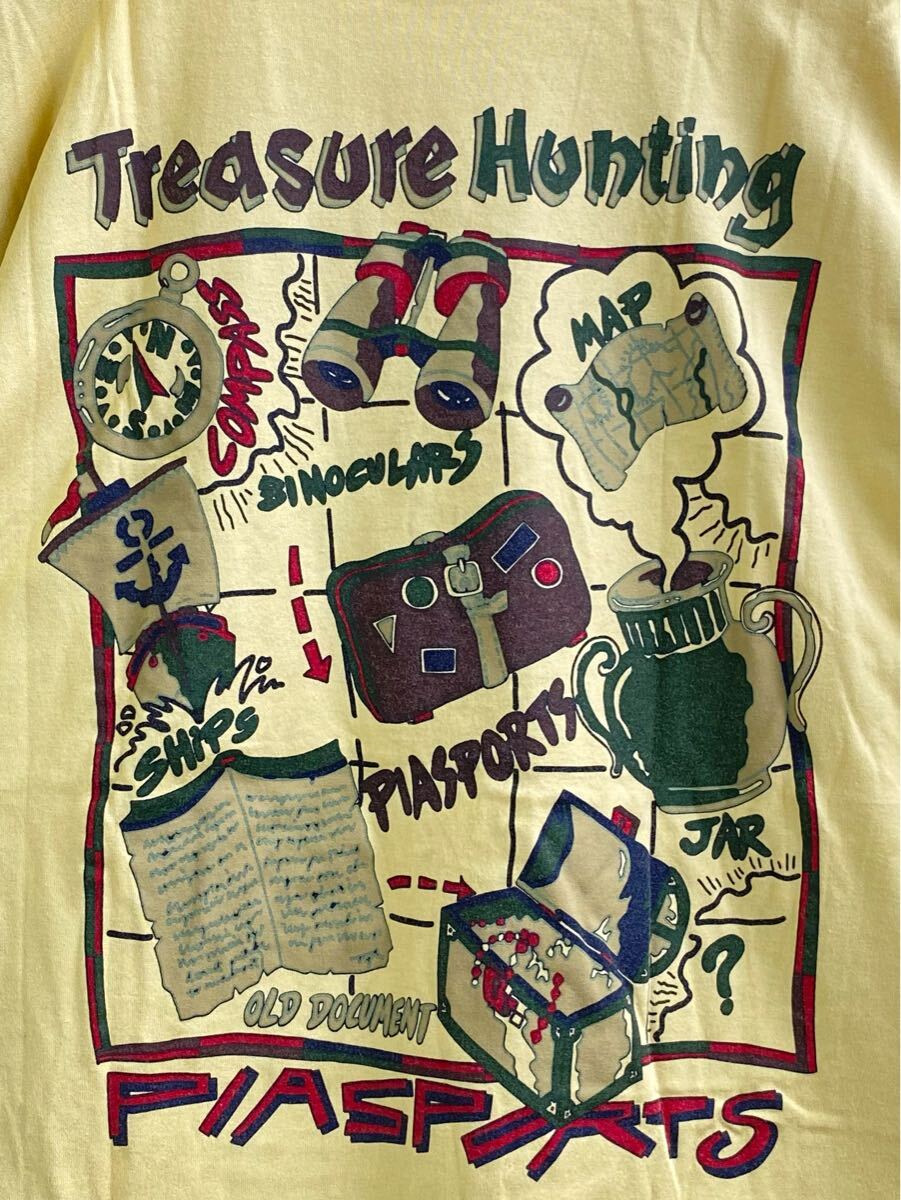 Treasure Hunting
COMPASS
MAP
BINOCULARS
SHIPS
PIASPORTS
JAR
?
OLD DOCUMENT
PIASPORTS